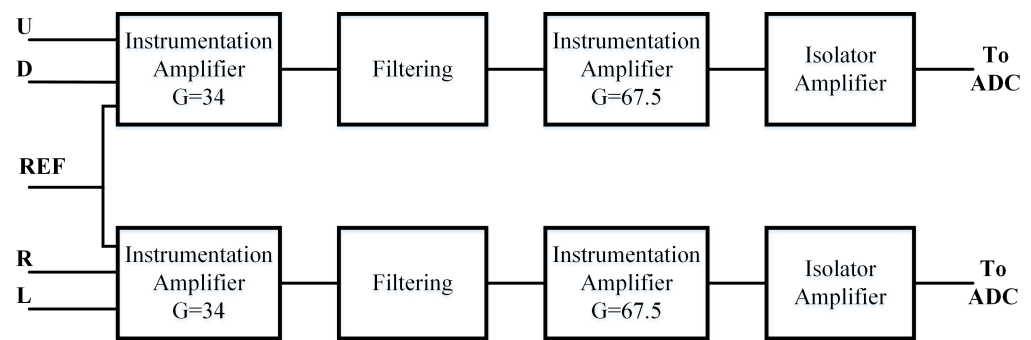 U
D
REF
Instrumentation
Amplifier
G=34
Filtering
Instrumentation
Amplifier
G=67.5
Isolator
Amplifier
To
ADC
R
L
Instrumentation
Amplifier
G=34
Filtering
Instrumentation
Amplifier
G=67.5
Isolator
Amplifier
To
ADC